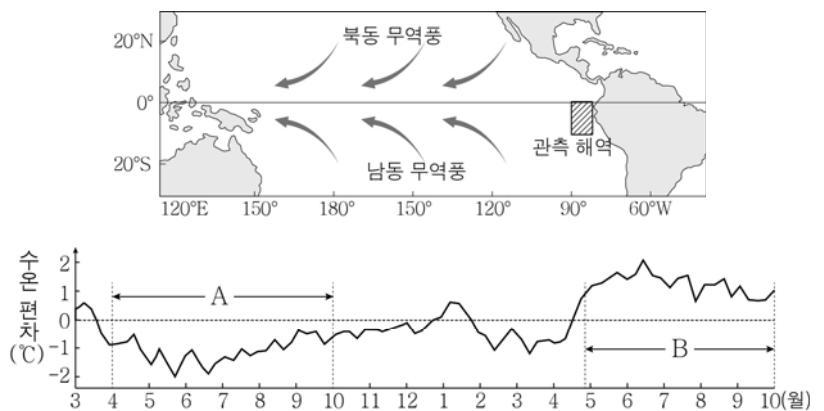 20°N
북동 무역풍
0°
관측 해역
20°S
남동 무역풍
120°E 150° 180° 150° 120° 90° 60°W
수온 편차 (℃)
2
1
0
-1
-2
A
B
3 4 5 6 7 8 9 10 11 12 1 2 3 4 5 6 7 8 9 10(월)